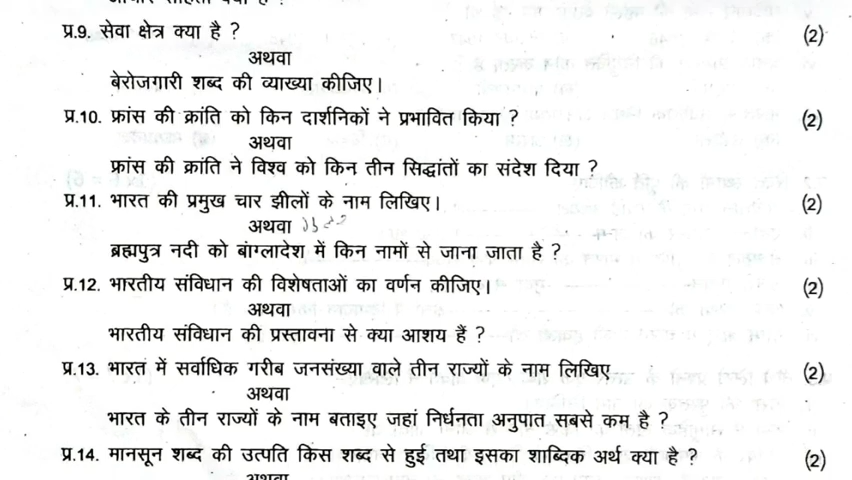 प्र.9. सेवा क्षेत्र क्या है ? (2)
अथवा
बेरोजगारी शब्द की व्याख्या कीजिए।
प्र.10. फ्रांस की क्रांति को किन दार्शनिकों ने प्रभावित किया ? (2)
अथवा
फ्रांस की क्रांति ने विश्व को किन तीन सिद्धांतों का संदेश दिया ?
प्र.11. भारत की प्रमुख चार झीलों के नाम लिखिए। (2)
अथवा
ब्रह्मपुत्र नदी को बांग्लादेश में किन नामों से जाना जाता है ?
प्र.12. भारतीय संविधान की विशेषताओं का वर्णन कीजिए। (2)
अथवा
भारतीय संविधान की प्रस्तावना से क्या आशय हैं ?
प्र.13. भारत में सर्वाधिक गरीब जनसंख्या वाले तीन राज्यों के नाम लिखिए (2)
अथवा
भारत के तीन राज्यों के नाम बताइए जहां निर्धनता अनुपात सबसे कम है ?
प्र.14. मानसून शब्द की उत्पति किस शब्द से हुई तथा इसका शाब्दिक अर्थ क्या है ? (2)
अथवा